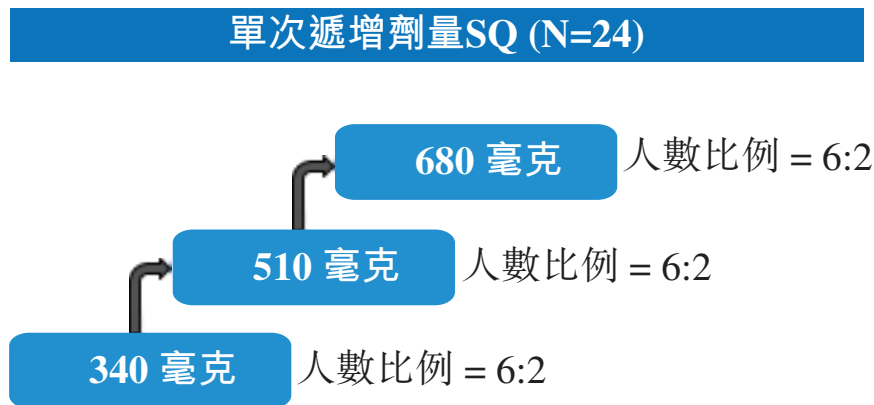 單次遞增劑量SQ (N=24)
680 毫克 人數比例 = 6:2
510 毫克 人數比例 = 6:2
340 毫克 人數比例 = 6:2